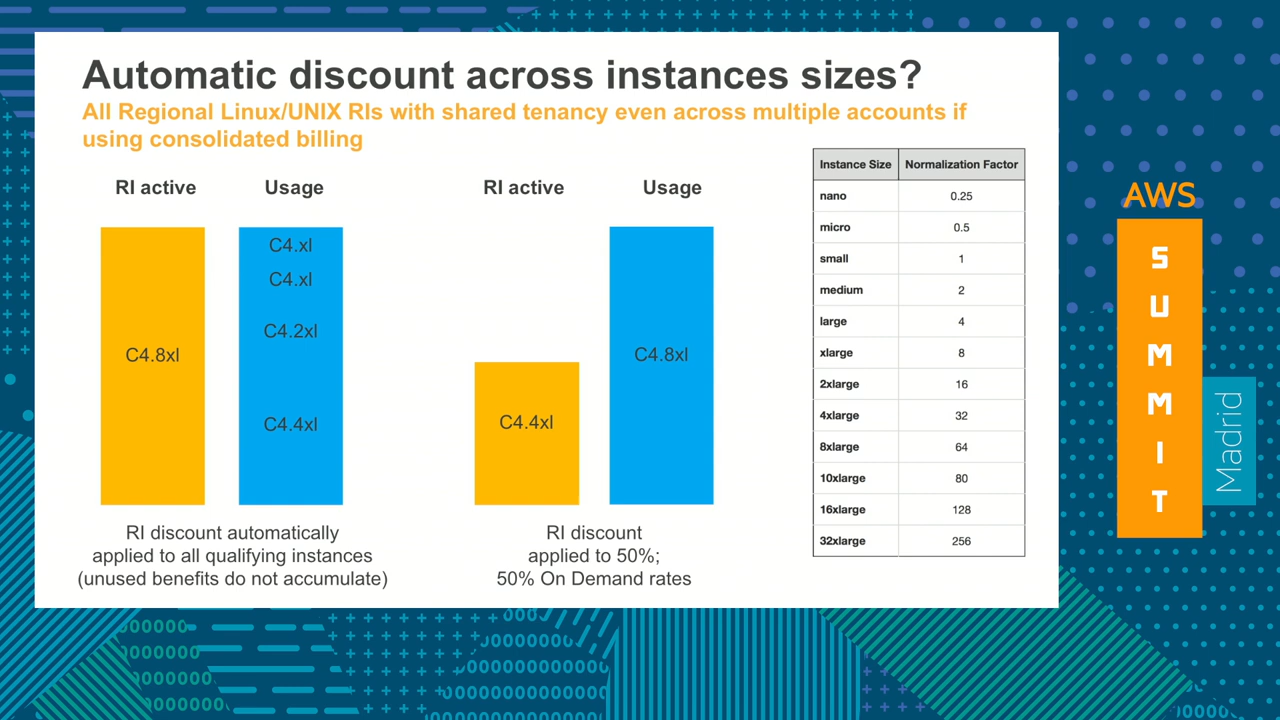 Automatic discount across instances sizes?
All Regional Linux/UNIX RIs with shared tenancy even across multiple accounts if
using consolidated billing
RI active
Usage
C4.8xl
C4.xl
C4.xl
C4.2xl
C4.4xl
RI discount automatically
applied to all qualifying instances
(unused benefits do not accumulate)
RI active
Usage
C4.4xl
C4.8xl
RI discount
applied to 50%;
50% On Demand rates
Instance Size Normalization Factor
nano 0.25
micro 0.5
small 1
medium 2
large 4
xlarge 8
2xlarge 16
4xlarge 32
8xlarge 64
10xlarge 80
16xlarge 128
32xlarge 256
AWS
SUMMIT
Madrid